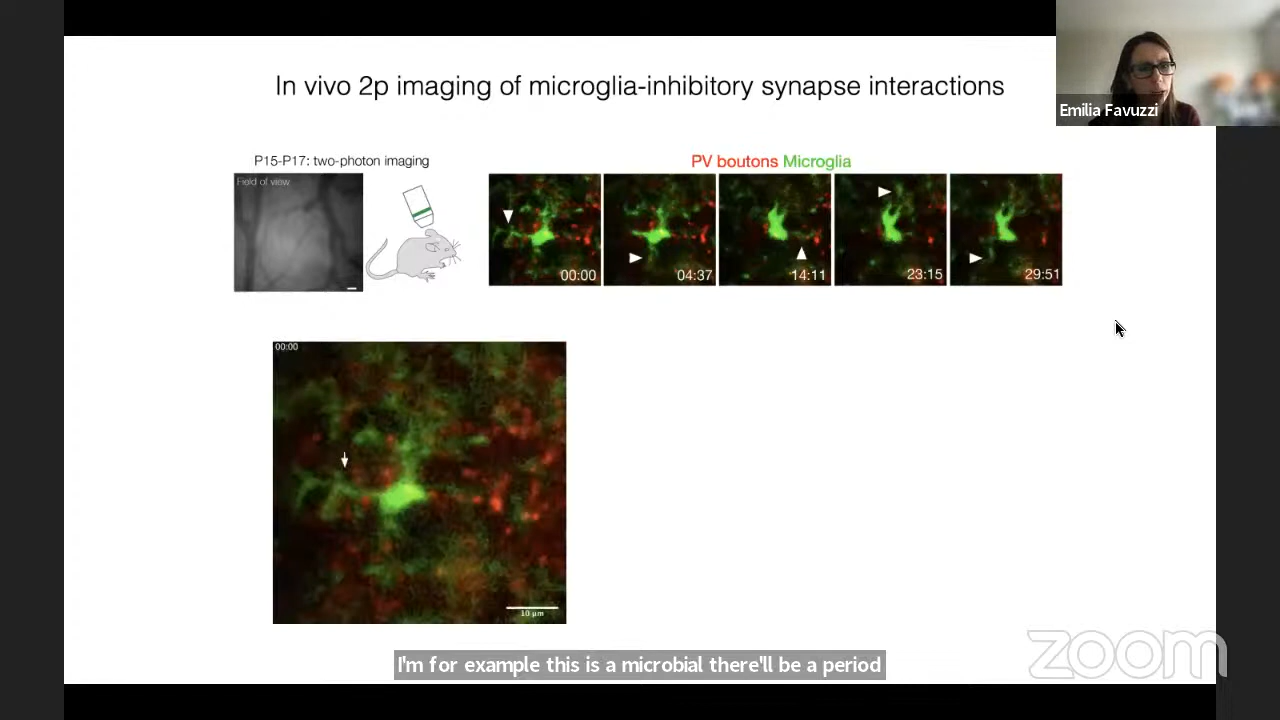 In vivo 2p imaging of microglia-inhibitory synapse interactions
Emilia Favuzzi
P15-P17: two-photon imaging
PV boutons Microglia
Field of view
00:00
04:37
14:11
23:15
29:51
00:00
10 μm
I'm for example this is a microbial there'll be a period
zoom